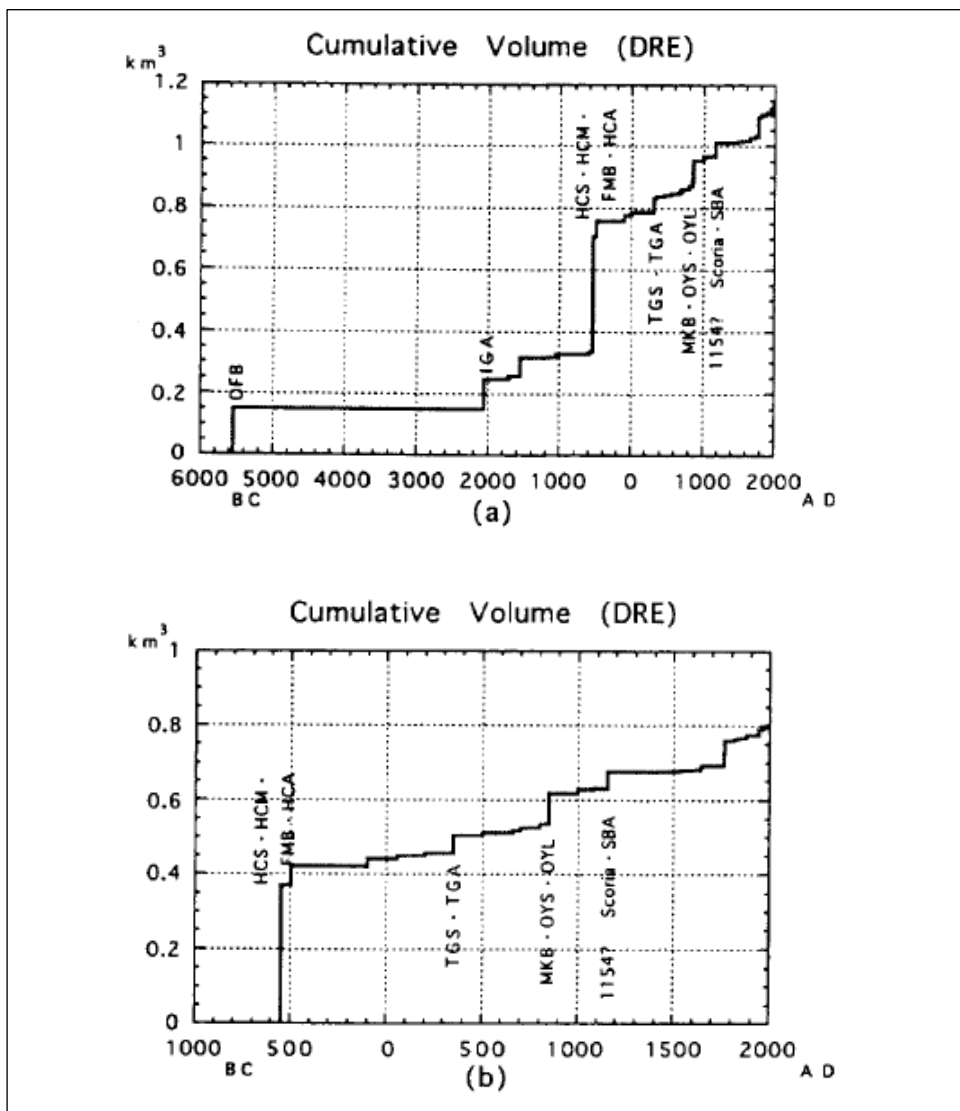 Cumulative Volume (DRE)
km³
1.2
1
0.8
0.6
0.4
0.2
0
OFB
IGA
HCS · HCM ·
FMB · HCA
TGS · TGA
MKB · OYS · OYL
1154? Scoria · SBA
6000 5000 4000 3000 2000 1000 0 1000 2000
BC
AD
(a)
Cumulative Volume (DRE)
km³
1
0.8
0.6
0.4
0.2
0
HCS · HCM ·
FMB · HCA
TGS · TGA
MKB · OYS · OYL
1154? Scoria · SBA
1000 500 0 500 1000 1500 2000
BC
AD
(b)